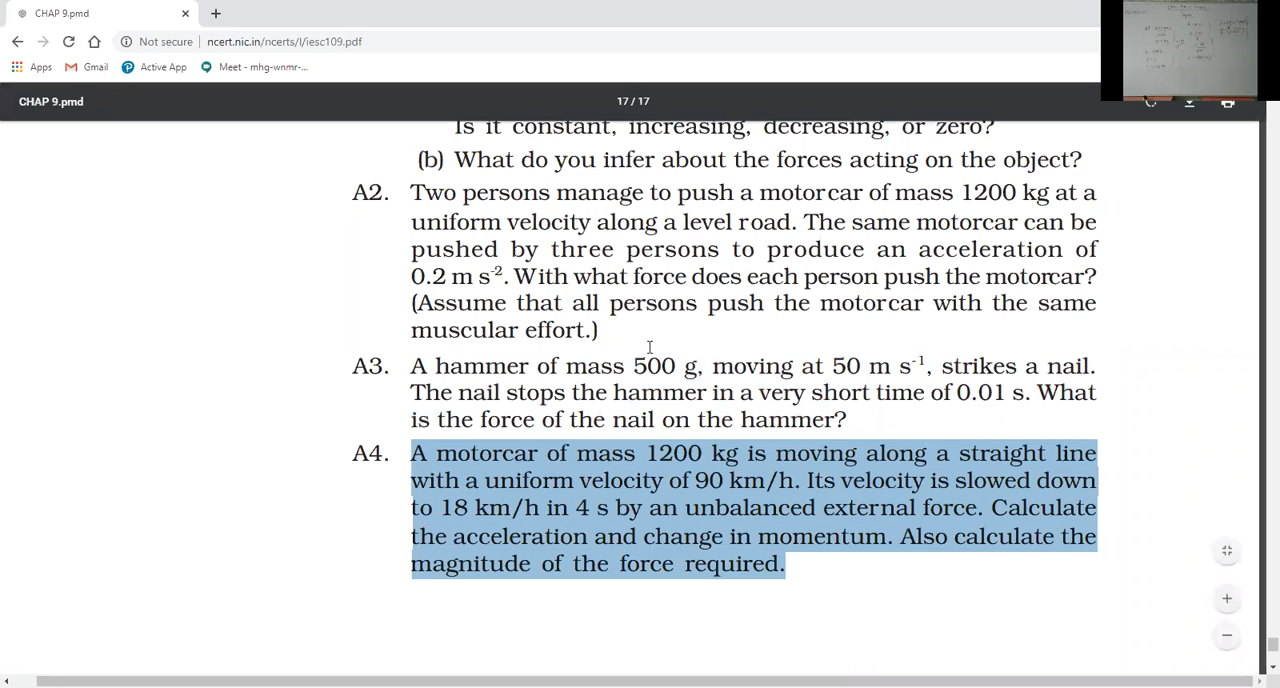 CHAP 9.pmd
Not secure | ncert.nic.in/ncerts/l/iesc109.pdf
Apps Gmail Active App Meet - mhg-wnmr-...
CHAP 9.pmd 17 / 17
Is it constant, increasing, decreasing, or zero?
(b) What do you infer about the forces acting on the object?
A2. Two persons manage to push a motorcar of mass 1200 kg at a
uniform velocity along a level road. The same motorcar can be
pushed by three persons to produce an acceleration of
0.2 m s-2. With what force does each person push the motorcar?
(Assume that all persons push the motorcar with the same
muscular effort.)
A3. A hammer of mass 500 g, moving at 50 m s-1, strikes a nail.
The nail stops the hammer in a very short time of 0.01 s. What
is the force of the nail on the hammer?
A4. A motorcar of mass 1200 kg is moving along a straight line
with a uniform velocity of 90 km/h. Its velocity is slowed down
to 18 km/h in 4 s by an unbalanced external force. Calculate
the acceleration and change in momentum. Also calculate the
magnitude of the force required.